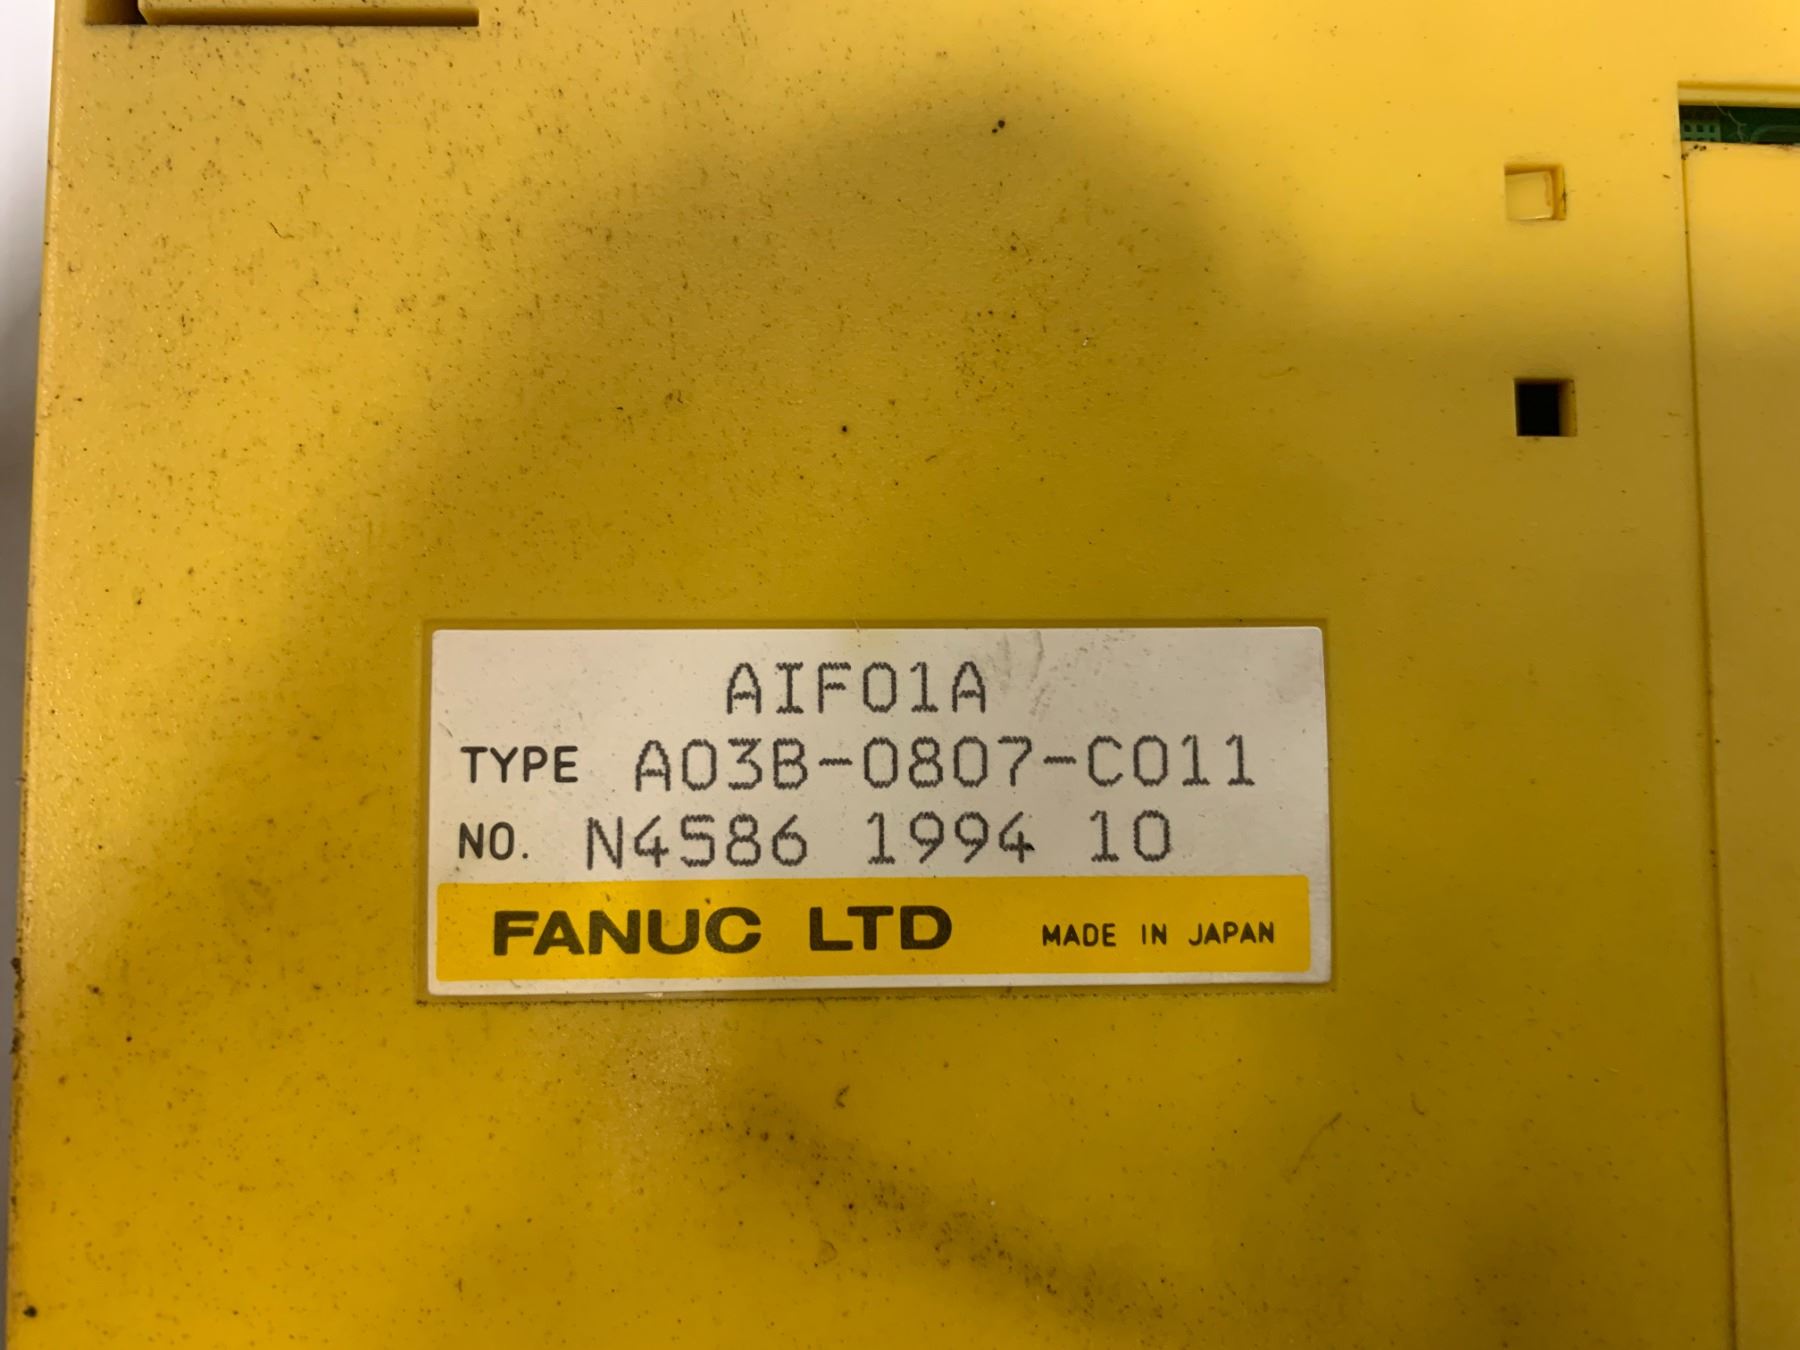 AIF01A
TYPE A03B-0807-C011
NO. N4586 1994 10
FANUC LTD MADE IN JAPAN